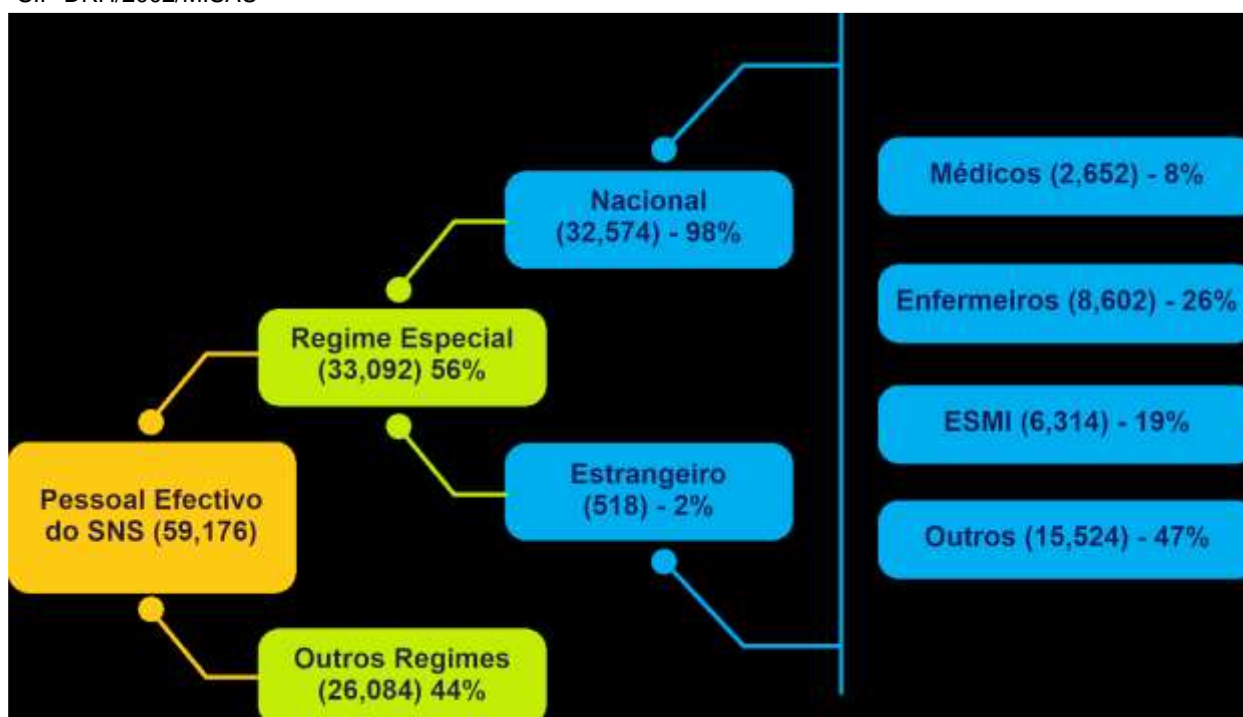 Nacional
(32,574) - 98%
Médicos (2,652) - 8%
Enfermeiros (8,602) - 26%
Regime Especial
(33,092) 56%
ESMI (6,314) - 19%
Estrangeiro
(518) - 2%
Pessoal Efectivo
do SNS (59,176)
Outros (15,524) - 47%
Outros Regimes
(26,084) 44%